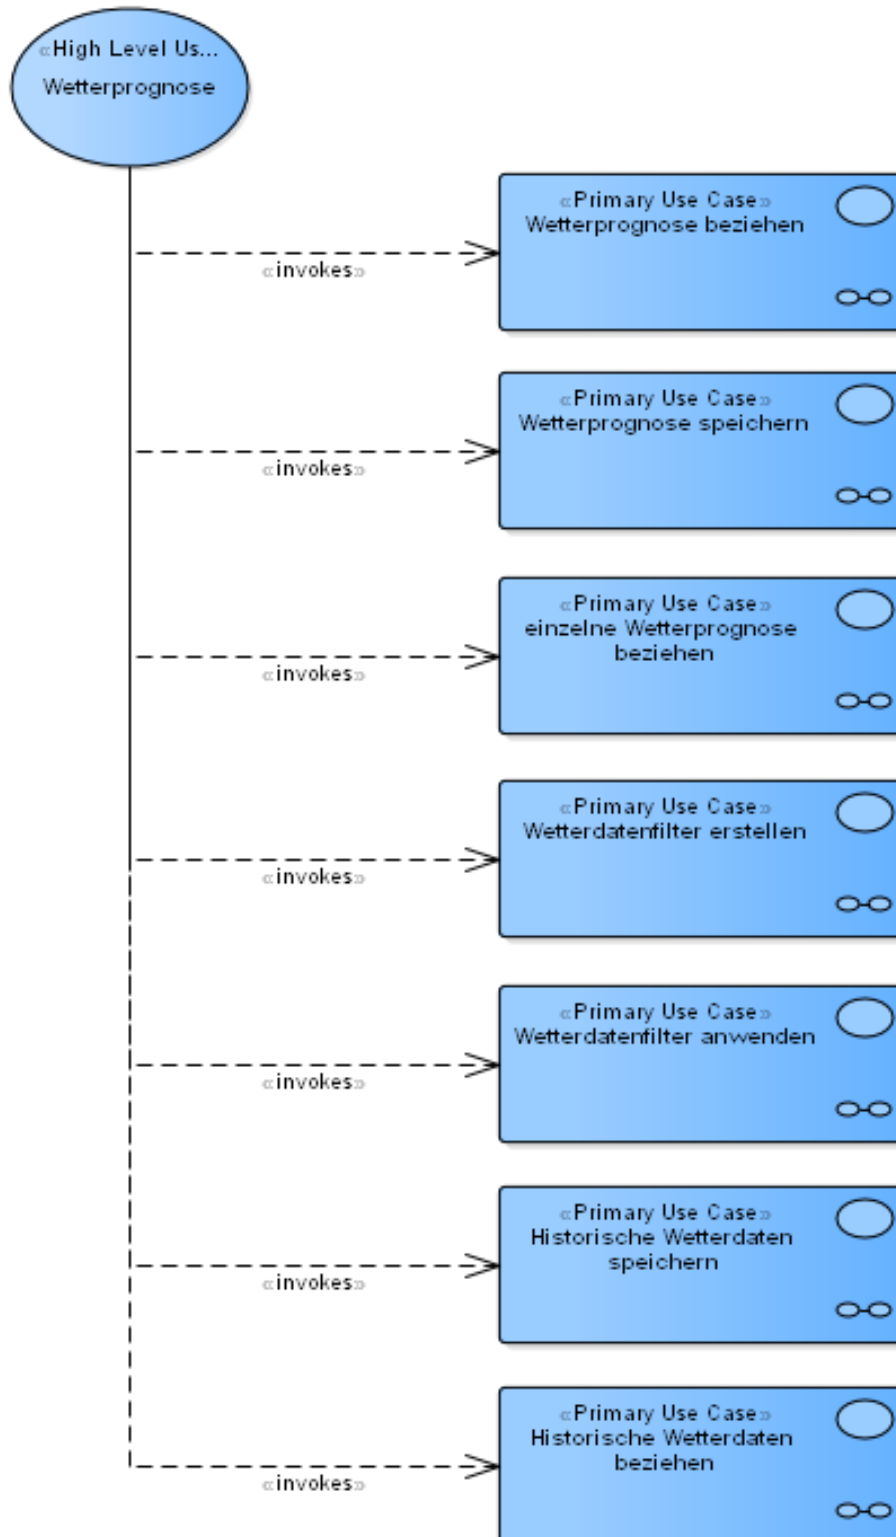 «High Level Us...
Wetterprognose
«Primary Use Case»
Wetterprognose beziehen
«invokes»
«Primary Use Case»
Wetterprognose speichern
«invokes»
«Primary Use Case»
einzelne Wetterprognose
beziehen
«invokes»
«Primary Use Case»
Wetterdatenfilter erstellen
«invokes»
«Primary Use Case»
Wetterdatenfilter anwenden
«invokes»
«Primary Use Case»
Historische Wetterdaten
speichern
«invokes»
«Primary Use Case»
Historische Wetterdaten
beziehen
«invokes»